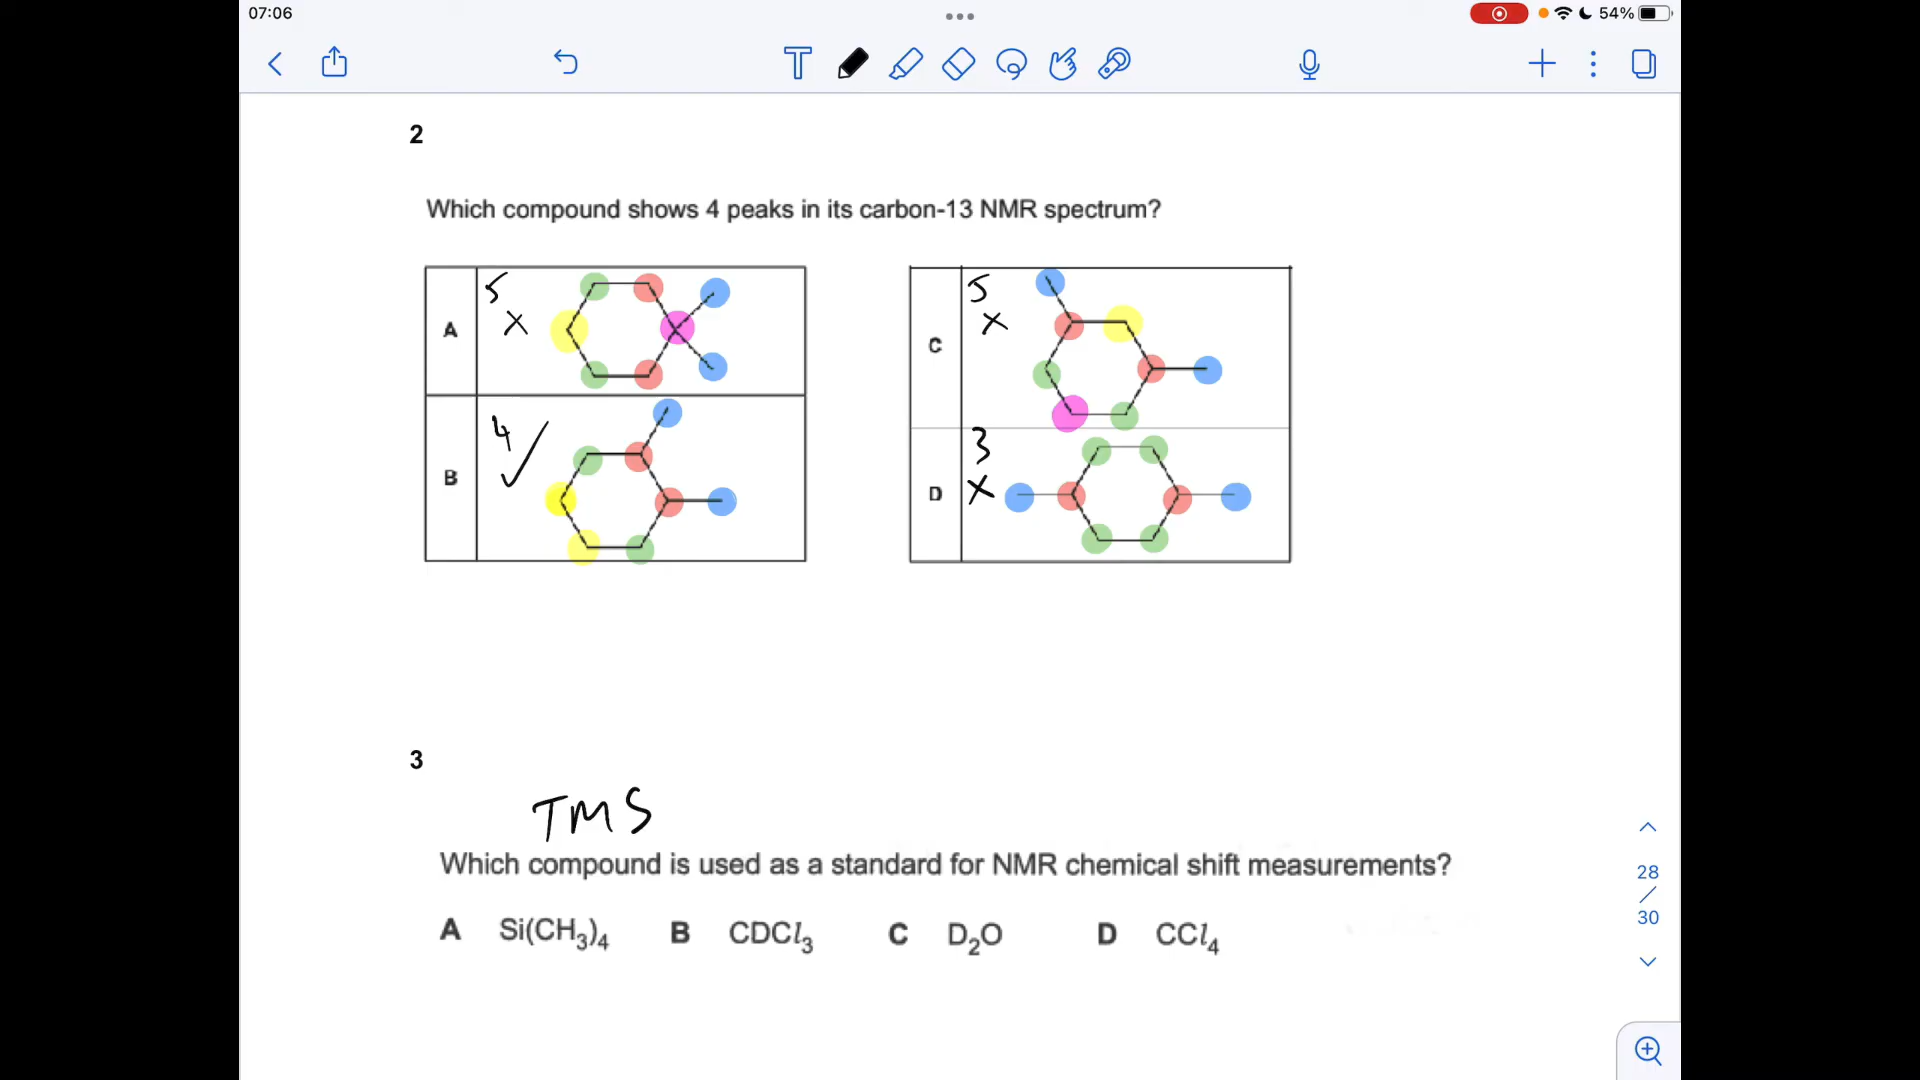 07:06
54%
T
2
Which compound shows 4 peaks in its carbon-13 NMR spectrum?
A
5
x
B
4
✓
C
5
x
D
3
x
3
TMS
Which compound is used as a standard for NMR chemical shift measurements?
A Si(CH₃)₄ B CDCl₃ C D₂O D CCl₄
28
/
30